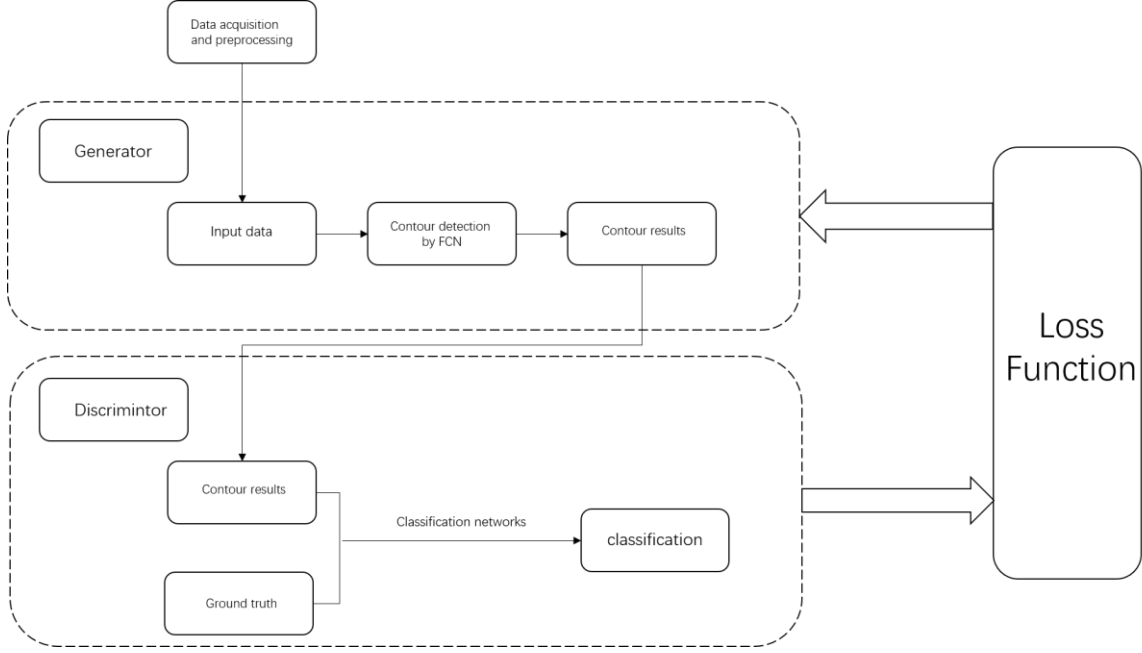 Data acquisition
and preprocessing
Generator
Input data
Contour detection
by FCN
Contour results
Loss
Function
Discrimintor
Contour results
Classification networks
classification
Ground truth